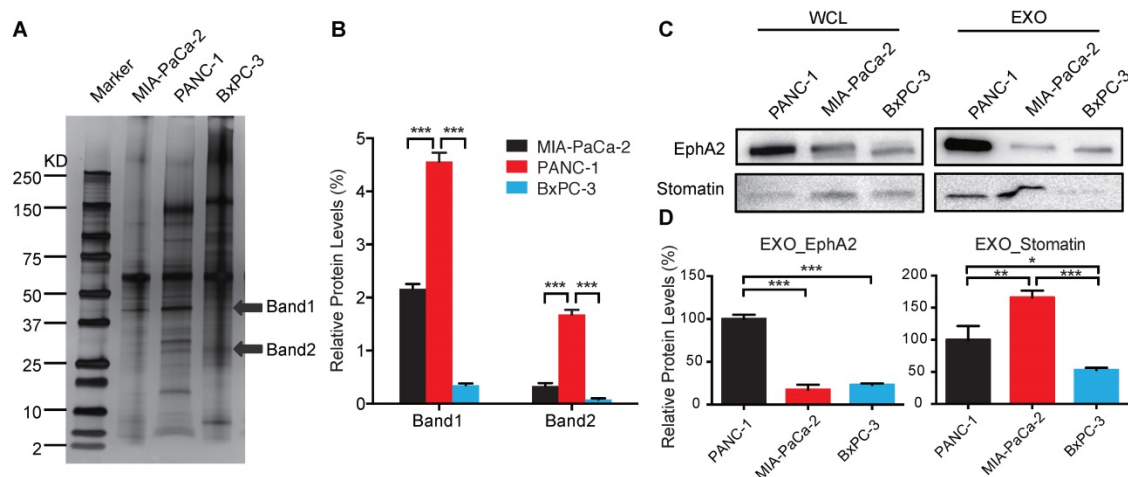 A
Marker
MIA-PaCa-2
PANC-1
BxPC-3
KD
250
150
75
50
37
25
10
2
Band1
Band2
B
Relative Protein Levels (%)
5
4
3
2
1
0
*** ***
*** ***
MIA-PaCa-2
PANC-1
BxPC-3
Band1 Band2
C
WCL EXO
PANC-1 MIA-PaCa-2 BxPC-3 PANC-1 MIA-PaCa-2 BxPC-3
EphA2
Stomatin
D
EXO_EphA2
Relative Protein Levels (%)
150
100
50
0
***
***
PANC-1 MIA-PaCa-2 BxPC-3
EXO_Stomatin
200
150
100
50
0
*
** ***
PANC-1 MIA-PaCa-2 BxPC-3